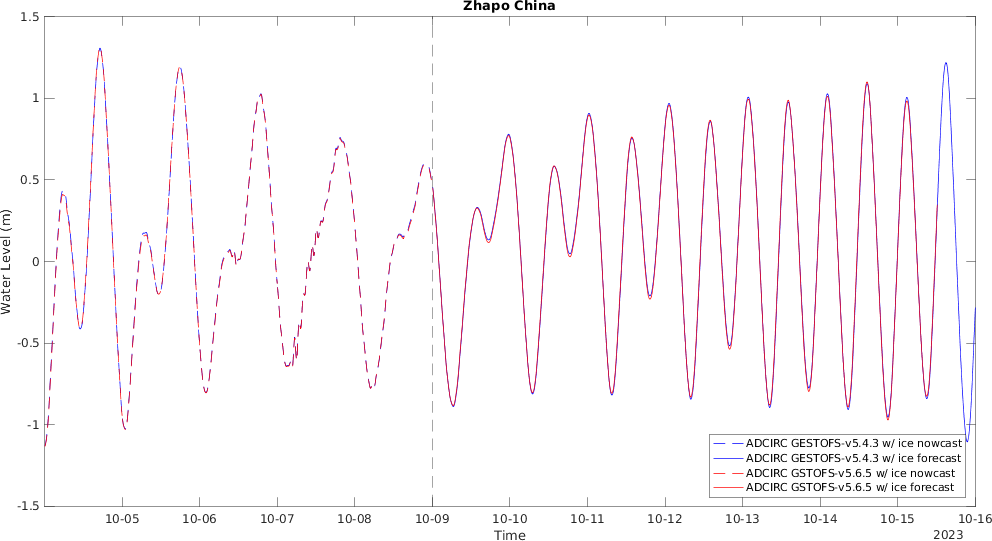 Zhapo China
1.5
1
0.5
0
-0.5
-1
-1.5
Water Level (m)
10-05 10-06 10-07 10-08 10-09 10-10 10-11 10-12 10-13 10-14 10-15 10-16
Time
2023
ADCIRC GESTOFS-v5.4.3 w/ ice nowcast
ADCIRC GESTOFS-v5.4.3 w/ ice forecast
ADCIRC GSTOFS-v5.6.5 w/ ice nowcast
ADCIRC GSTOFS-v5.6.5 w/ ice forecast